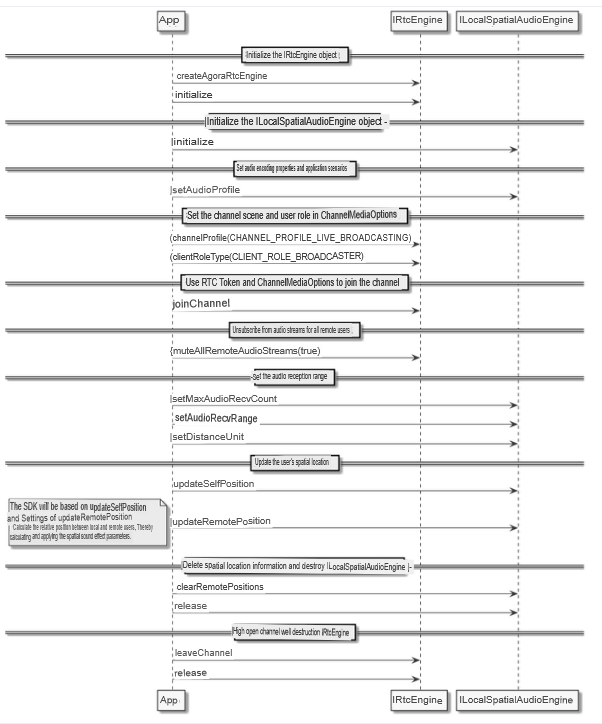 App IRtcEngine ILocalSpatialAudioEngine
Initialize the IRtcEngine object
createAgoraRtcEngine
initialize
Initialize the ILocalSpatialAudioEngine object
initialize
Set audio encoding properties and application scenarios
setAudioProfile
Set the channel scene and user role in ChannelMediaOptions
(channelProfile(CHANNEL_PROFILE_LIVE_BROADCASTING)
(clientRoleType(CLIENT_ROLE_BROADCASTER)
Use RTC Token and ChannelMediaOptions to join the channel
joinChannel
Unsubscribe from audio streams for all remote users
(muteAllRemoteAudioStreams(true)
Set the audio reception range
setMaxAudioRecvCount
setAudioRecvRange
setDistanceUnit
Update the user's spatial location
updateSelfPosition
The SDK will be based on updateSelfPosition
and Settings of updateRemotePosition
Calculate the relative position between local and remote users, Thereby
calculating and applying the spatial sound effect parameters.
updateRemotePosition
Delete spatial location information and destroy ILocalSpatialAudioEngine
clearRemotePositions
release
High open channel well destruction IRtcEngine
leaveChannel
release
App IRtcEngine ILocalSpatialAudioEngine